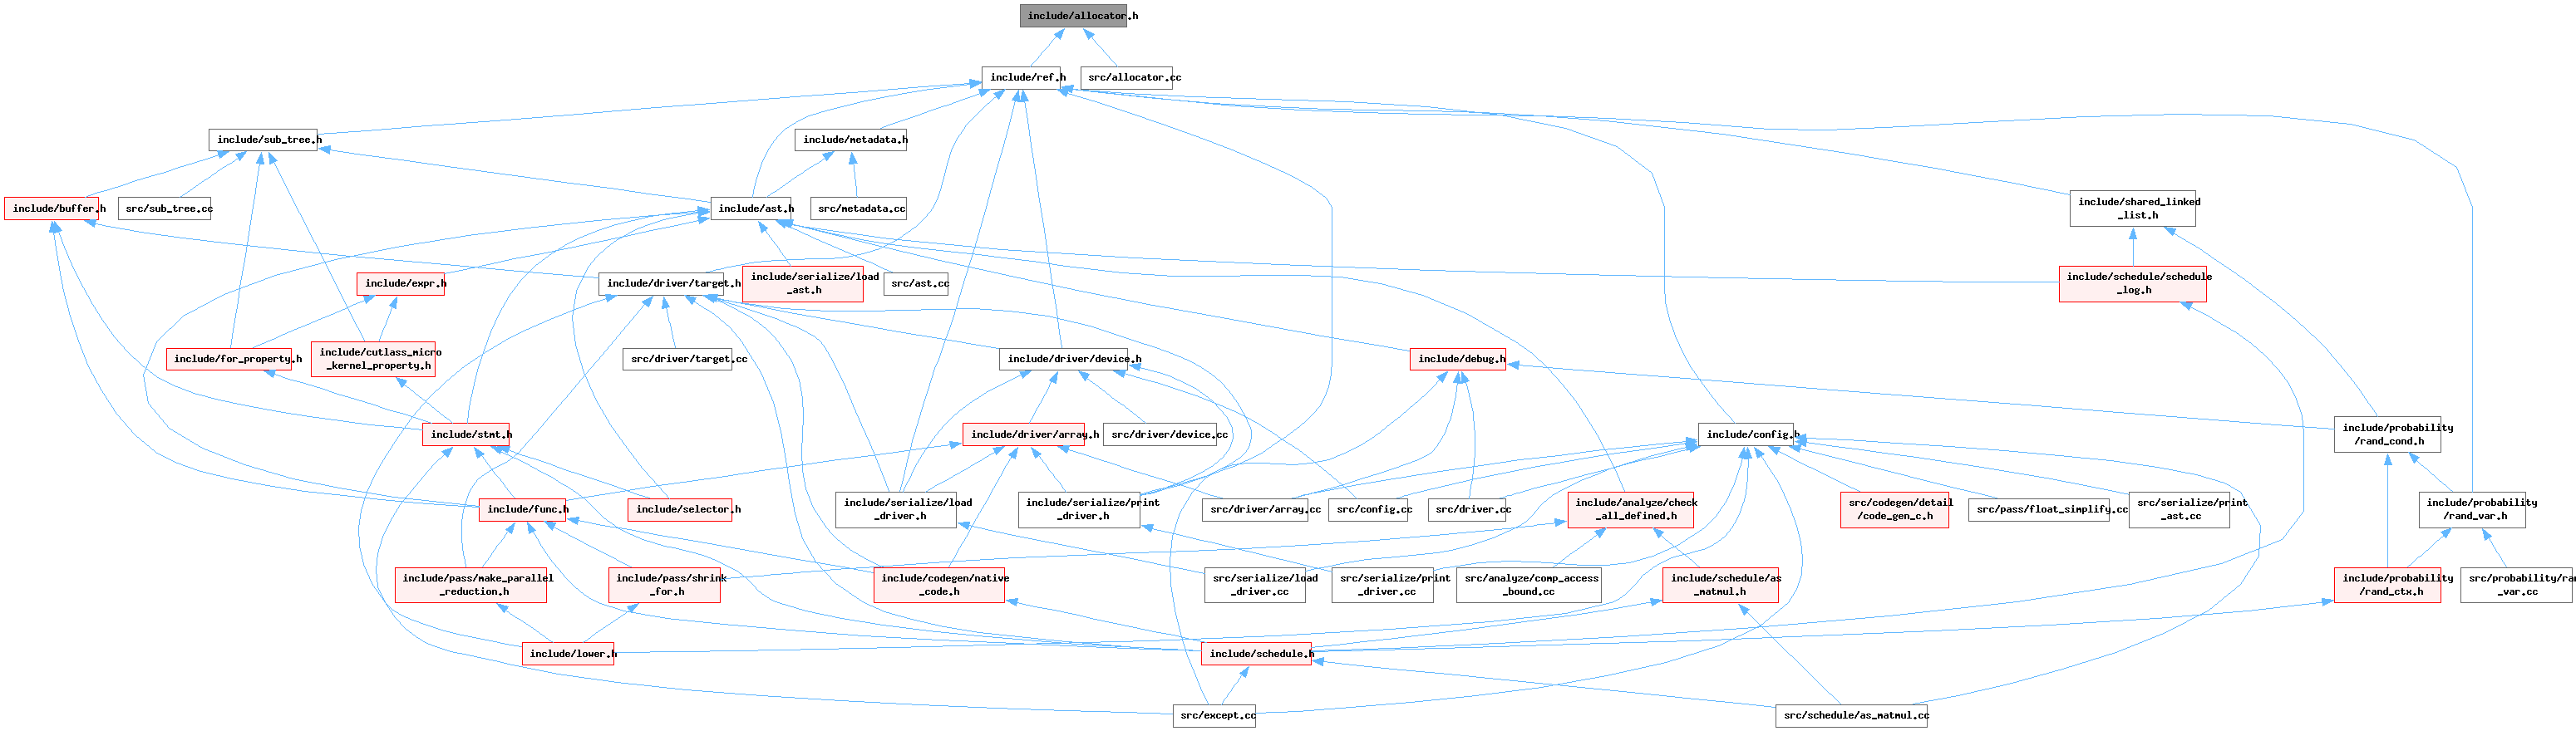 include/allocator.h
include/ref.h
src/allocator.cc
include/sub_tree.h
include/metadata.h
include/buffer.h
src/sub_tree.cc
include/ast.h
src/metadata.cc
include/shared_linked
_list.h
include/expr.h
include/driver/target.h
include/serialize/load
_ast.h
src/ast.cc
include/schedule/schedule
_log.h
include/for_property.h
include/cutlass_micro
_kernel_property.h
src/driver/target.cc
include/driver/device.h
include/debug.h
include/stmt.h
include/driver/array.h
src/driver/device.cc
include/config.h
include/probability
/rand_cond.h
include/func.h
include/selector.h
include/serialize/load
_driver.h
include/serialize/print
_driver.h
src/driver/array.cc
src/config.cc
src/driver.cc
include/analyze/check
_all_defined.h
src/codegen/detail
/code_gen_c.h
src/pass/float_simplify.cc
src/serialize/print
_ast.cc
include/probability
/rand_var.h
include/pass/make_parallel
_reduction.h
include/pass/shrink
_for.h
include/codegen/native
_code.h
src/serialize/load
_driver.cc
src/serialize/print
_driver.cc
src/analyze/comp_access
_bound.cc
include/schedule/as
_matmul.h
include/probability
/rand_ctx.h
src/probability/ran
_var.cc
include/lower.h
include/schedule.h
src/except.cc
src/schedule/as_matmul.cc